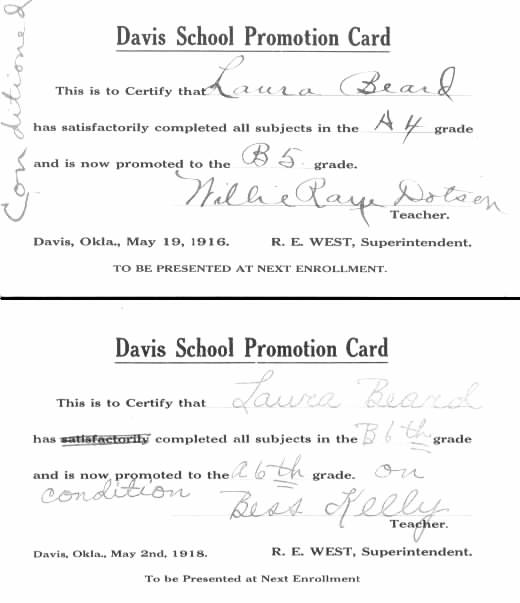 Conditioned
Davis School Promotion Card
This is to Certify that Laura Beard
has satisfactorily completed all subjects in the A4 grade
and is now promoted to the B5 grade.
Willie Raye Dotson
Teacher.
Davis, Okla., May 19, 1916. R. E. WEST, Superintendent.
TO BE PRESENTED AT NEXT ENROLLMENT.
Davis School Promotion Card
This is to Certify that Laura Beard
has satisfactorily completed all subjects in the B6th grade
and is now promoted to the a6th grade. on
condition Bess Kelly
Teacher.
Davis, Okla., May 2nd, 1918. R. E. WEST, Superintendent.
To be Presented at Next Enrollment